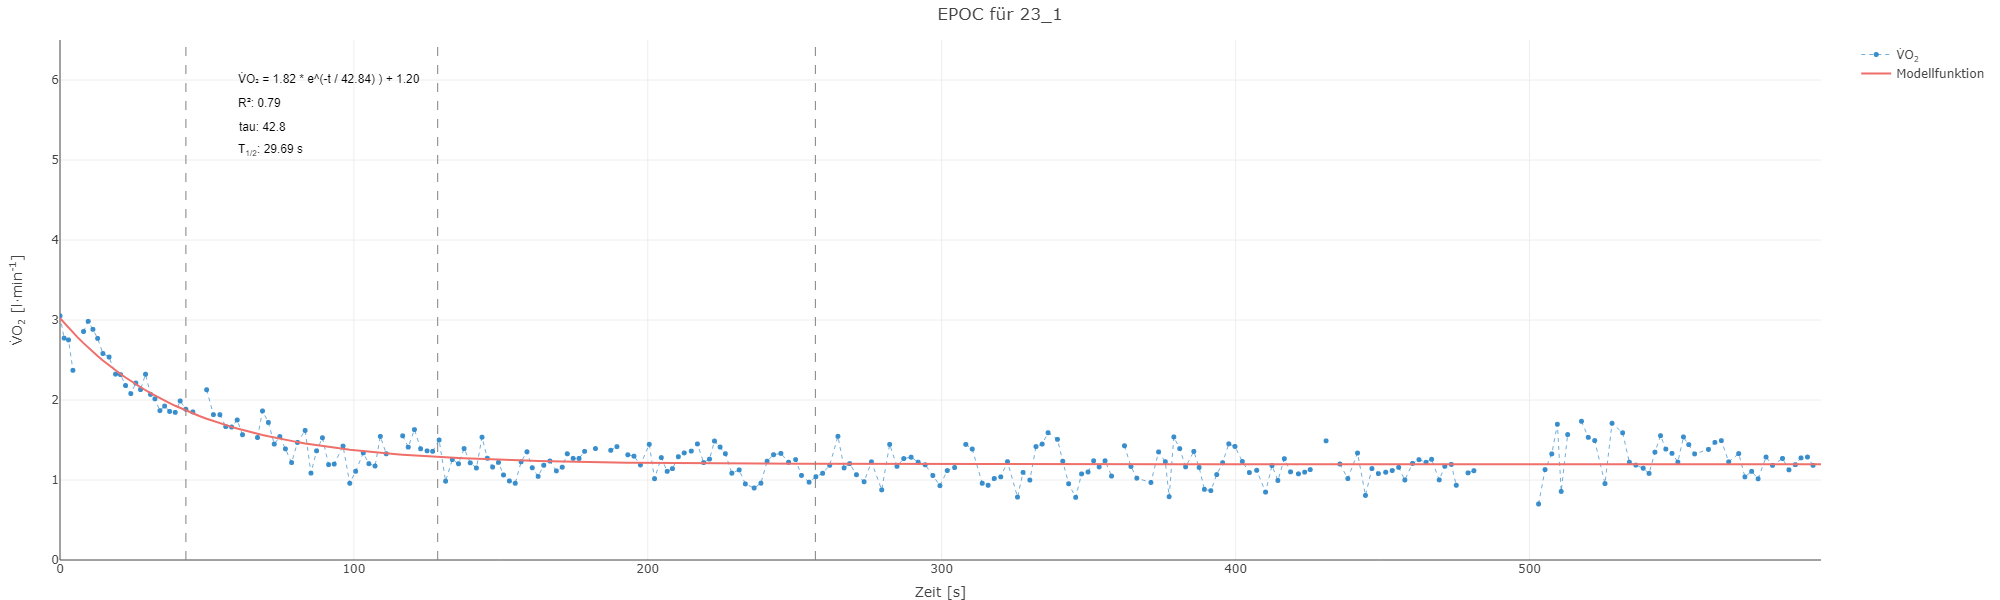 EPOC für 23_1
V̇O₂
Modellfunktion
V̇O₂ = 1.82 * e^(-t / 42.84) ) + 1.20
R²: 0.79
tau: 42.8
T1/2: 29.69 s
V̇O₂ [l·min⁻¹]
6
5
4
3
2
1
0
0 100 200 300 400 500
Zeit [s]